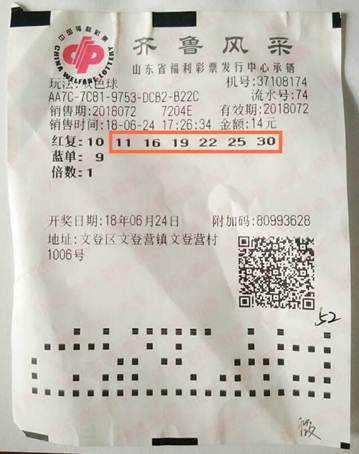 中国福利彩票
CHINA WELFARE LOTTERY
齐鲁风采
山东省福利彩票发行中心承销
玩法:双色球 机号:37108174
AA7C-7C81-9753-DCB2-B22C 流水号:74
销售期:2018072 7204E 有效期:2018072
销售时间:18-06-24 17:26:34 金额:14元
红复: 10 11 16 19 22 25 30
蓝单: 9
倍数:1
开奖日期:18年06月24日 附加码:80993628
地址:文登区文登营镇文登营村
1006号
52